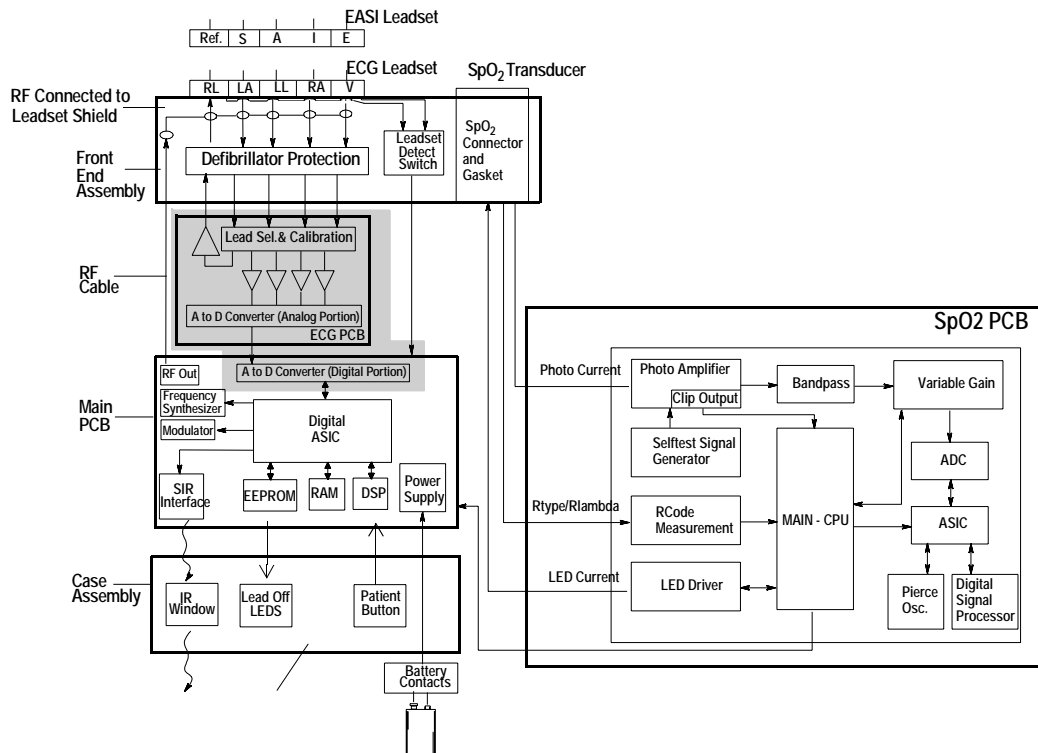 EASI Leadset
Ref. S A I E
ECG Leadset
SpO2 Transducer
RL LA LL RA V
RF Connected to
Leadset Shield
SpO2
Connector
and
Gasket
Leadset
Detect
Switch
Defibrillator Protection
Front
End
Assembly
Lead Sel.& Calibration
RF
Cable
A to D Converter (Analog Portion)
ECG PCB
SpO2 PCB
A to D Converter (Digital Portion)
RF Out
Frequency
Synthesizer
Modulator
Main
PCB
Digital
ASIC
SIR
Interface
EEPROM
RAM
DSP
Power
Supply
Photo Current
Photo Amplifier
Clip Output
Bandpass
Variable Gain
Selftest Signal
Generator
ADC
Rtype/Rlambda
RCode
Measurement
MAIN - CPU
ASIC
LED Current
LED Driver
Pierce
Osc.
Digital
Signal
Processor
Case
Assembly
IR
Window
Lead Off
LEDS
Patient
Button
Battery
Contacts